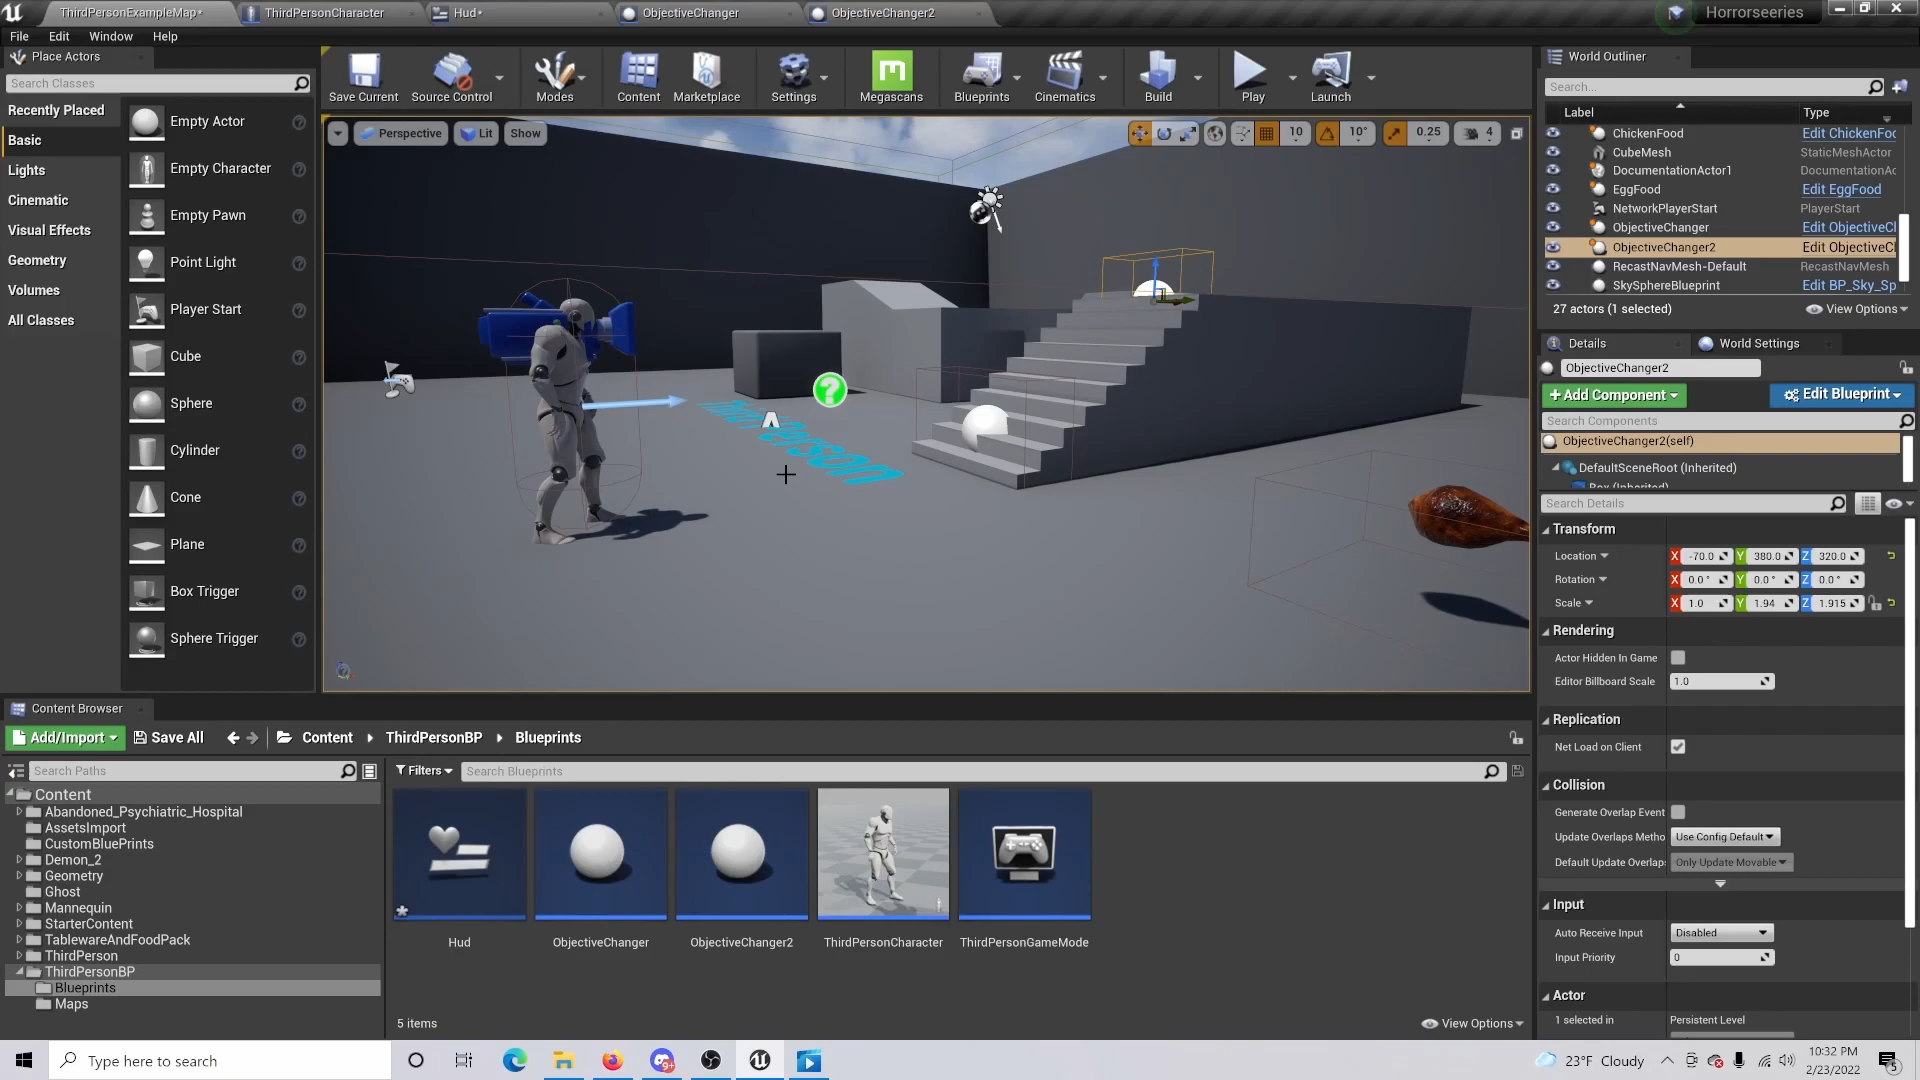 ThirdPersonExampleMap*
ThirdPersonCharacter
Hud*
ObjectiveChanger
ObjectiveChanger2
Horrorseeries
File Edit Window Help
Place Actors
Search Classes
Recently Placed
Basic
Lights
Cinematic
Visual Effects
Geometry
Volumes
All Classes
Empty Actor
Empty Character
Empty Pawn
Point Light
Player Start
Cube
Sphere
Cylinder
Cone
Plane
Box Trigger
Sphere Trigger
Save Current
Source Control
Modes
Content
Marketplace
Settings
Megascans
Blueprints
Cinematics
Build
Play
Launch
Perspective
Lit
Show
10
10°
0.25
4
World Outliner
Search...
Label Type
ChickenFood Edit ChickenFoo
CubeMesh StaticMeshActor
DocumentationActor1 DocumentationAc
EggFood Edit EggFood
NetworkPlayerStart PlayerStart
ObjectiveChanger Edit ObjectiveCl
ObjectiveChanger2 Edit ObjectiveCl
RecastNavMesh-Default RecastNavMesh
SkySphereBlueprint Edit BP_Sky_Sp
27 actors (1 selected) View Options
Details
World Settings
ObjectiveChanger2
+Add Component
Edit Blueprint
Search Components
ObjectiveChanger2(self)
DefaultSceneRoot (Inherited)
Box (Inherited)
Search Details
Transform
Location X -70.0 Y 380.0 Z 320.0
Rotation X 0.0 ° Y 0.0 ° Z 0.0 °
Scale X 1.0 Y 1.94 Z 1.915
Rendering
Actor Hidden In Game
Editor Billboard Scale 1.0
Replication
Net Load on Client
Collision
Generate Overlap Event
Update Overlaps Metho Use Config Default
Default Update Overlap: Only Update Movable
Input
Auto Receive Input Disabled
Input Priority 0
Actor
1 selected in Persistent Level
Content Browser
Add/Import
Save All
Content
ThirdPersonBP
Blueprints
Search Paths
Filters
Search Blueprints
Content
Abandoned_Psychiatric_Hospital
AssetsImport
CustomBluePrints
Demon_2
Geometry
Ghost
Mannequin
StarterContent
TablewareAndFoodPack
ThirdPerson
ThirdPersonBP
Blueprints
Maps
Hud
ObjectiveChanger
ObjectiveChanger2
ThirdPersonCharacter
ThirdPersonGameMode
5 items
View Options
Type here to search
9+
23°F Cloudy
10:32 PM
2/23/2022
5